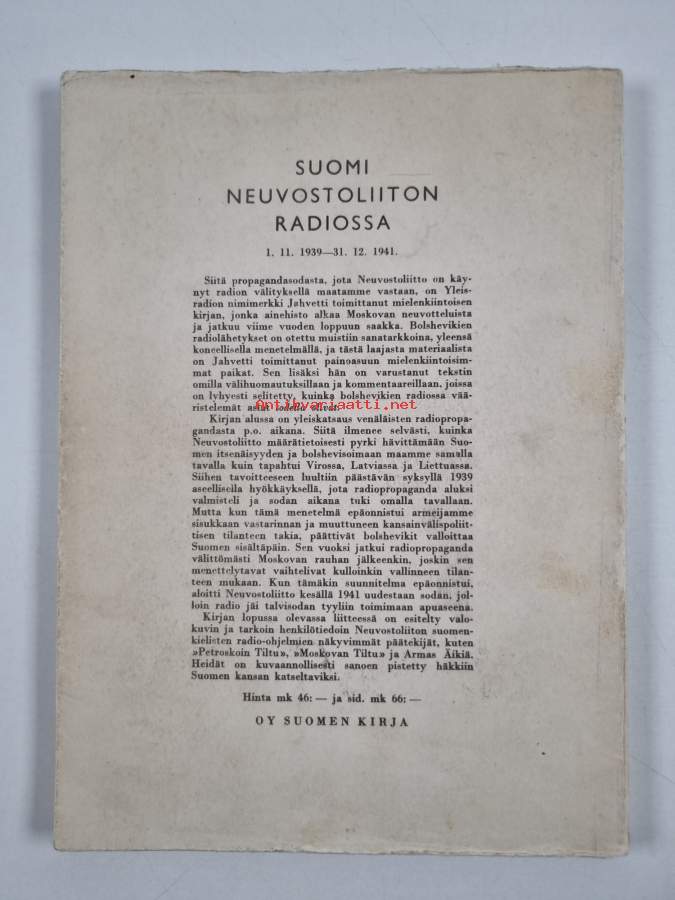 SUOMI
NEUVOSTOLIITON
RADIOSSA
1. 11. 1939—31. 12. 1941.
Siitä propagandasodasta, jota Neuvostoliitto on käy-
nyt radion välityksellä maatamme vastaan, on Yleis-
radion nimimerkki Jahvetti toimittanut mielenkiintoisen
kirjan, jonka ainehisto alkaa Moskovan neuvotteluista
ja jatkuu viime vuoden loppuun saakka. Bolshevikien
radiolähetykset on otettu muistiin sanatarkkoina, yleensä
koneellisella menetelmällä, ja tästä laajasta materiaalista
on Jahvetti toimittanut painoasuun mielenkiintoisim-
mat paikat. Sen lisäksi hän on varustanut tekstin
omilla välihuomautuksillaan ja kommentaareillaan, joissa
on lyhyesti selitetty, kuinka bolshevikien radiossa vää-
ristelemät asiat todella olivat.
Antikvariaatti.net
Kirjan alussa on yleiskatsaus venäläisten radiopropa-
gandasta p.o. aikana. Siitä ilmenee selvästi, kuinka
Neuvostoliitto määrätietoisesti pyrki hävittämään Suo-
men itsenäisyyden ja bolshevisoimaan maamme samalla
tavalla kuin tapahtui Virossa, Latviassa ja Liettuassa.
Siihen tavoitteeseen luultiin päästävän syksyllä 1939
aseellisella hyökkäyksellä, jota radiopropaganda aluksi
valmisteli ja sodan aikana tuki omalla tavallaan.
Mutta kun tämä menetelmä epäonnistui armeijamme
sisukkaan vastarinnan ja muuttuneen kansainvälispoliit-
tisen tilanteen takia, päättivät bolshevikit valloittaa
Suomen sisältäpäin. Sen vuoksi jatkui radiopropaganda
välittömästi Moskovan rauhan jälkeenkin, joskin sen
menettelytavat vaihtelivat kulloinkin vallinneen tilan-
teen mukaan. Kun tämäkin suunnitelma epäonnistui,
aloitti Neuvostoliitto kesällä 1941 uudestaan sodan, jol-
loin radio jäi talvisodan tyyliin toimimaan apuaseena.
Kirjan lopussa olevassa liitteessä on esitelty valo-
kuvin ja tarkoin henkilötiedoin Neuvostoliiton suomen-
kielisten radio-ohjelmien näkyvimmät päätekijät, kuten
»Petroskoin Tiltu», »Moskovan Tiltu» ja Armas Äikiä.
Heidät on kuvaannollisesti sanoen pistetty häkkiin
Suomen kansan katseltaviksi.
Hinta mk 46: — ja sid. mk 66: —
OY SUOMEN KIRJA